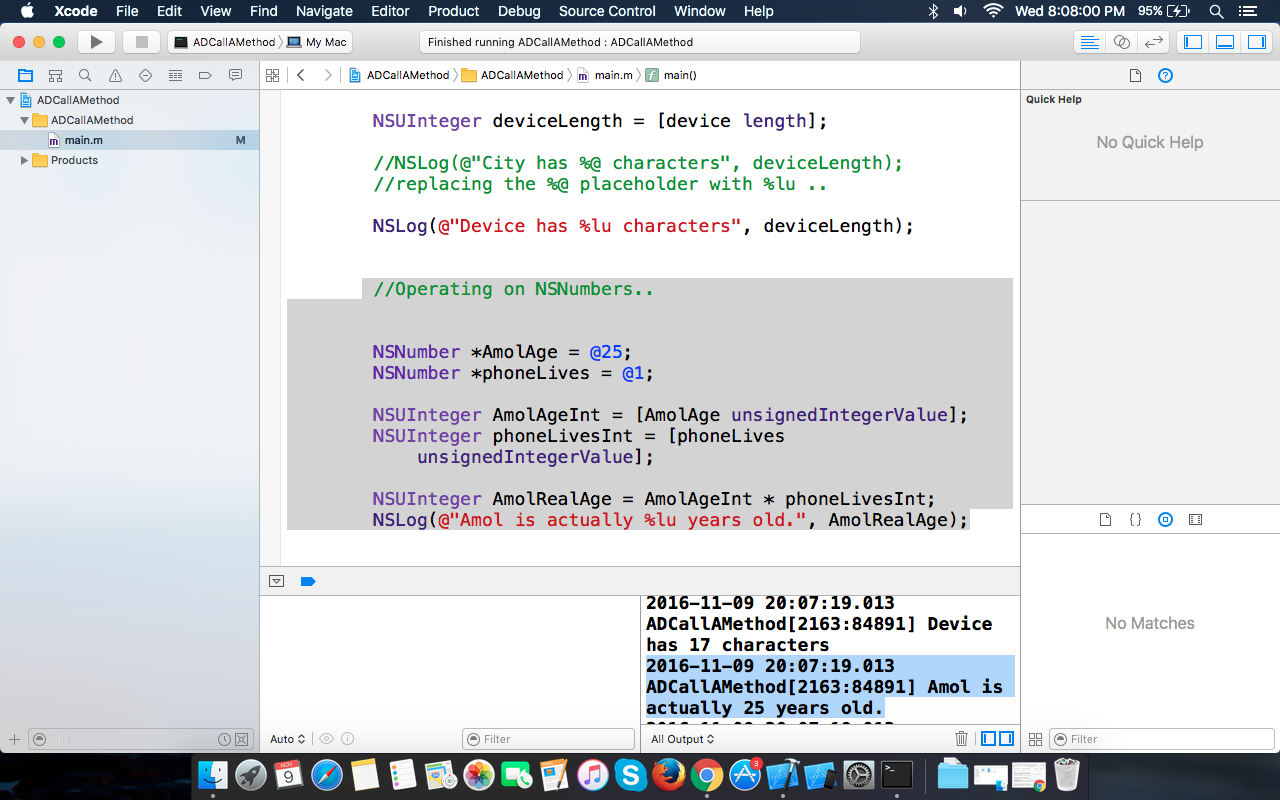 Xcode File Edit View Find Navigate Editor Product Debug Source Control Window Help Wed 8:08:00 PM 95%
ADCallAMethod My Mac Finished running ADCallAMethod : ADCallAMethod
ADCallAMethod ADCallAMethod main.m main()
ADCallAMethod
ADCallAMethod
main.m M
Products
NSUInteger deviceLength = [device length];
//NSLog(@"City has %@ characters", deviceLength);
//replacing the %@ placeholder with %lu ..
NSLog(@"Device has %lu characters", deviceLength);
//Operating on NSNumbers..
NSNumber *AmolAge = @25;
NSNumber *phoneLives = @1;
NSUInteger AmolAgeInt = [AmolAge unsignedIntegerValue];
NSUInteger phoneLivesInt = [phoneLives
unsignedIntegerValue];
NSUInteger AmolRealAge = AmolAgeInt * phoneLivesInt;
NSLog(@"Amol is actually %lu years old.", AmolRealAge);
Quick Help
No Quick Help
No Matches
2016-11-09 20:07:19.013
ADCallAMethod[2163:84891] Device
has 17 characters
2016-11-09 20:07:19.013
ADCallAMethod[2163:84891] Amol is
actually 25 years old.
Auto Filter All Output Filter
NOV
9
3